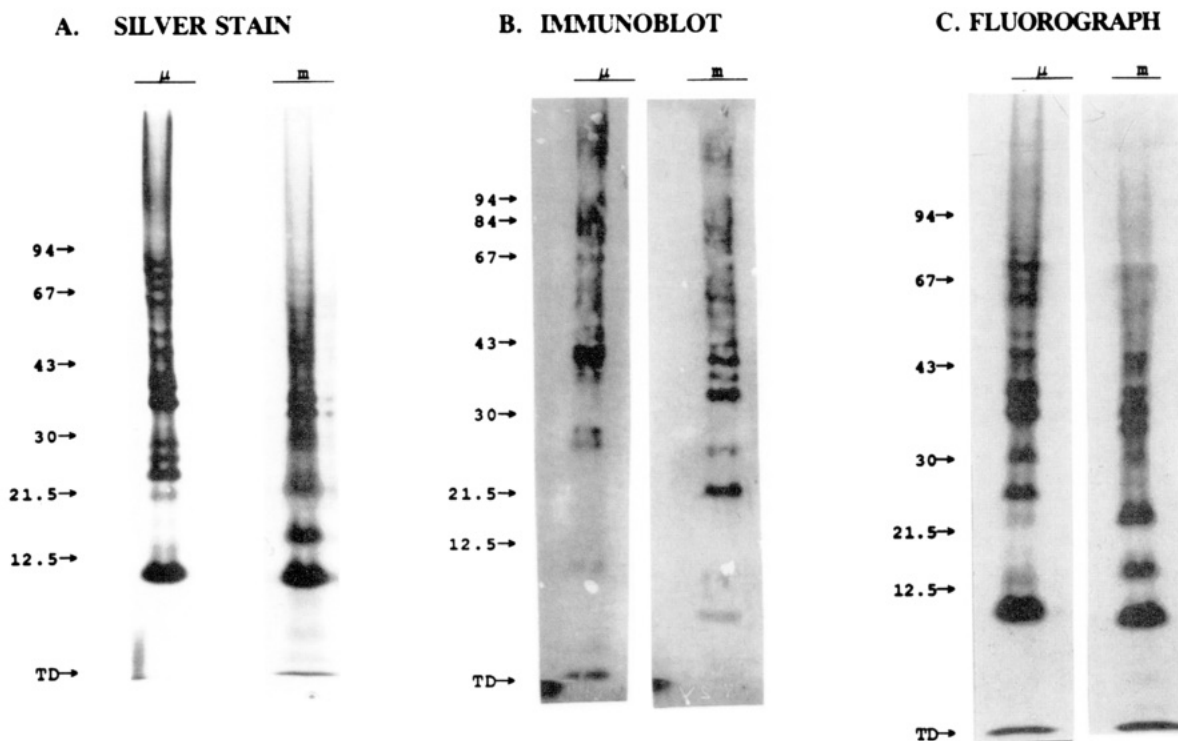 A. SILVER STAIN
μ m
94→
67→
43→
30→
21.5→
12.5→
TD→
B. IMMUNOBLOT
μ m
94→
84→
67→
43→
30→
21.5→
12.5→
TD→
C. FLUOROGRAPH
μ m
94→
67→
43→
30→
21.5→
12.5→
TD→